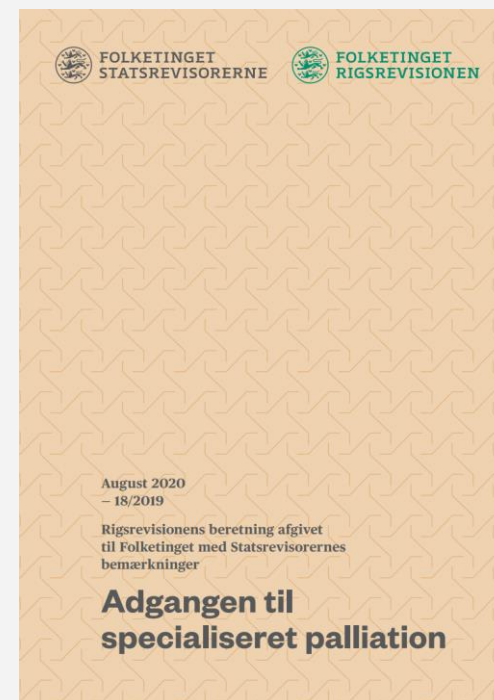 FOLKETINGET
STATSREVISORERNE
FOLKETINGET
RIGSREVISIONEN
August 2020
– 18/2019
Rigsrevisionens beretning afgivet
til Folketinget med Statsrevisorernes
bemærkninger
Adgangen til
specialiseret palliation